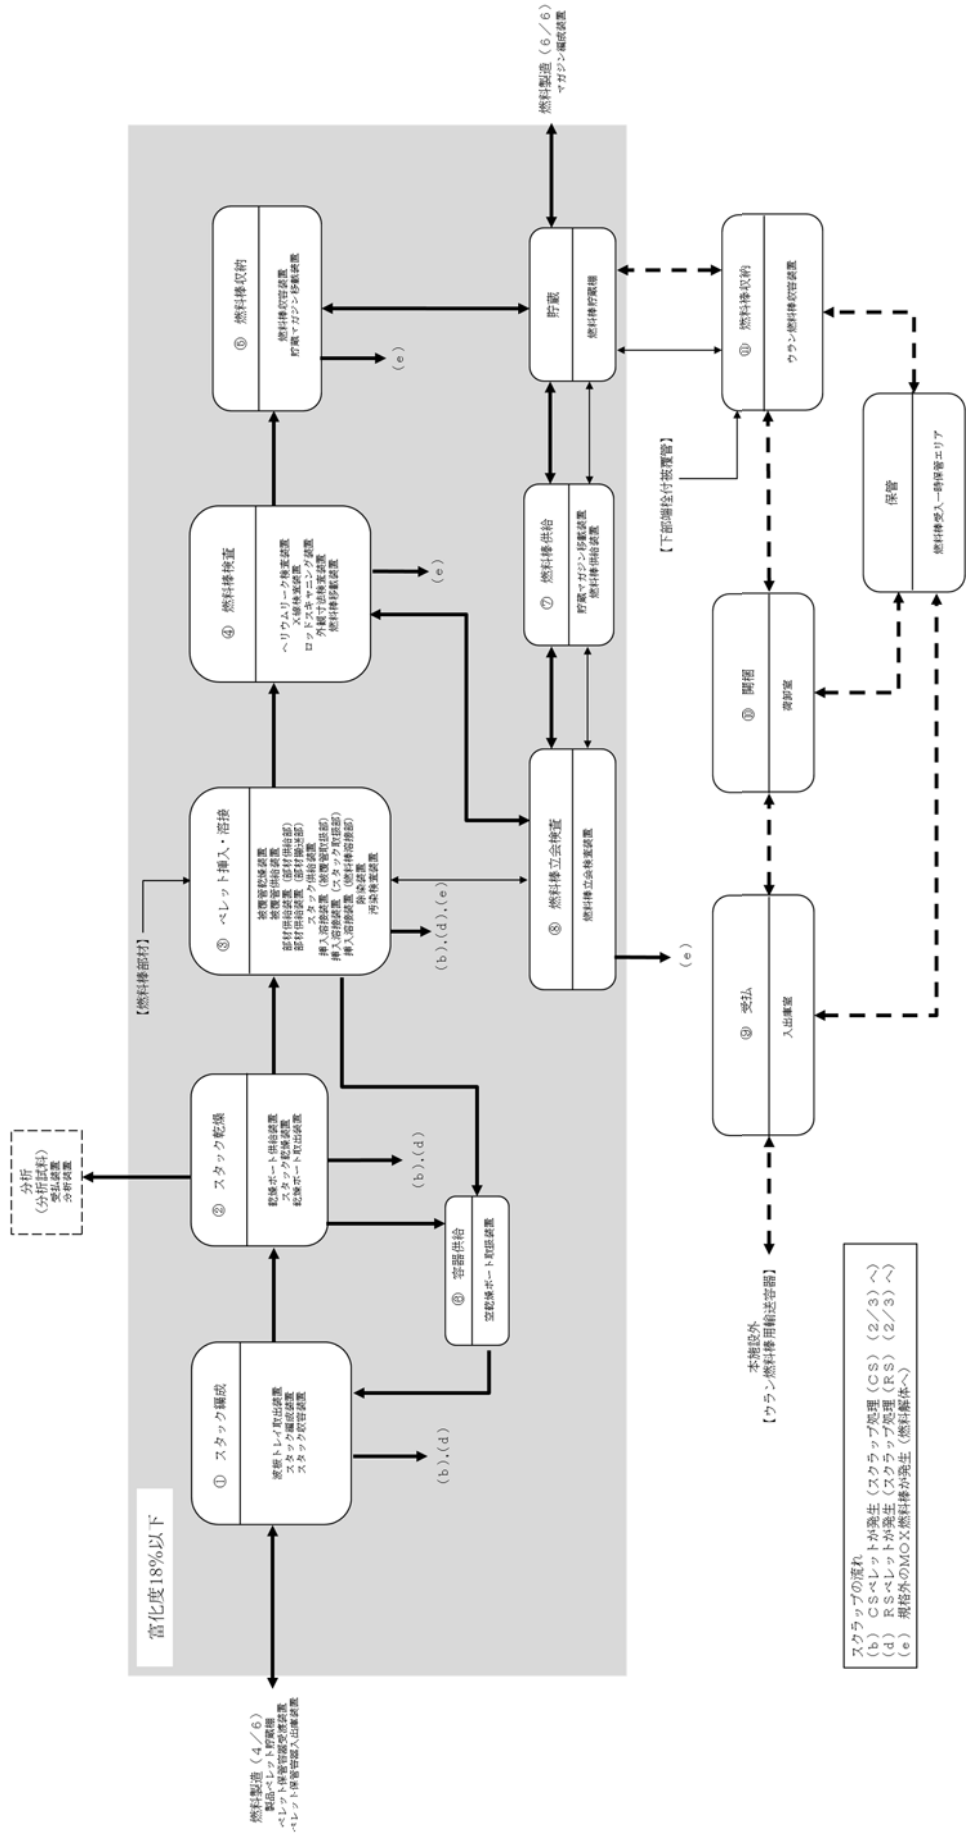 富化度18%以下
燃料製造(4/6)
製品ペレット貯蔵棚
ペレット保管容器受渡装置
ペレット保管容器入出庫装置
① スタック編成
波板トレイ取出装置
スタック編成装置
スタック収容装置
(b).(d)
分析
(分析試料)
受払装置
分析装置
② スタック乾燥
乾燥ボート供給装置
スタック乾燥装置
乾燥ボート取出装置
(b).(d)
【燃料棒部材】
③ ペレット挿入・溶接
被覆管乾燥装置
被覆管供給装置
部材供給装置(部材供給部)
部材供給装置(部材搬送部)
スタック供給装置
挿入溶接装置(被覆管取扱部)
挿入溶接装置(スタック取扱部)
挿入溶接装置(燃料棒溶接部)
除染装置
汚染検査装置
(b).(d).(e)
④ 燃料棒検査
ヘリウムリーク検査装置
X線検査装置
ロッドスキャニング装置
外観寸法検査装置
燃料棒移載装置
(e)
⑤ 燃料棒収納
燃料棒収容装置
貯蔵マガジン移載装置
(e)
⑥ 容器供給
空乾燥ボート取扱装置
⑧ 燃料棒立会検査
燃料棒立会検査装置
(e)
⑦ 燃料棒供給
貯蔵マガジン移載装置
燃料棒供給装置
貯蔵
燃料棒貯蔵棚
燃料製造(6/6)
マガジン編成装置
本施設外
【ウラン燃料棒用輸送容器】
⑨ 受払
入出庫室
⑩ 開梱
荷卸室
【下部端栓付被覆管】
⑪ 燃料棒収納
ウラン燃料棒収容装置
保管
燃料棒受入一時保管エリア
スクラップの流れ
(b) CSペレットが発生(スクラップ処理(CS)(2/3)へ)
(d) RSペレットが発生(スクラップ処理(RS)(2/3)へ)
(e) 規格外のMOX燃料棒が発生(燃料解体へ)